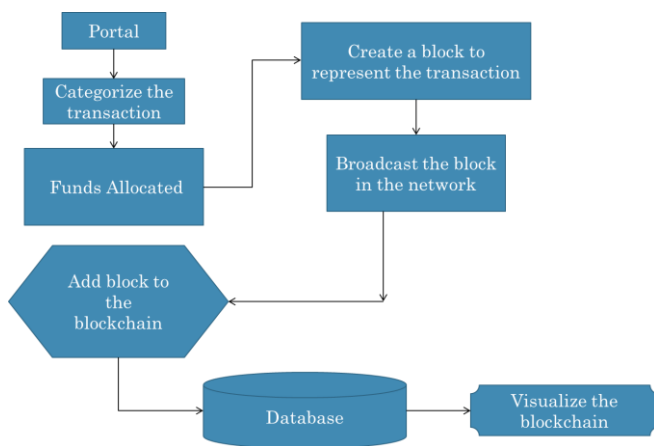 Portal
Categorize the
transaction
Funds Allocated
Create a block to
represent the transaction
Broadcast the block
in the network
Add block to
the
blockchain
Database
Visualize the
blockchain